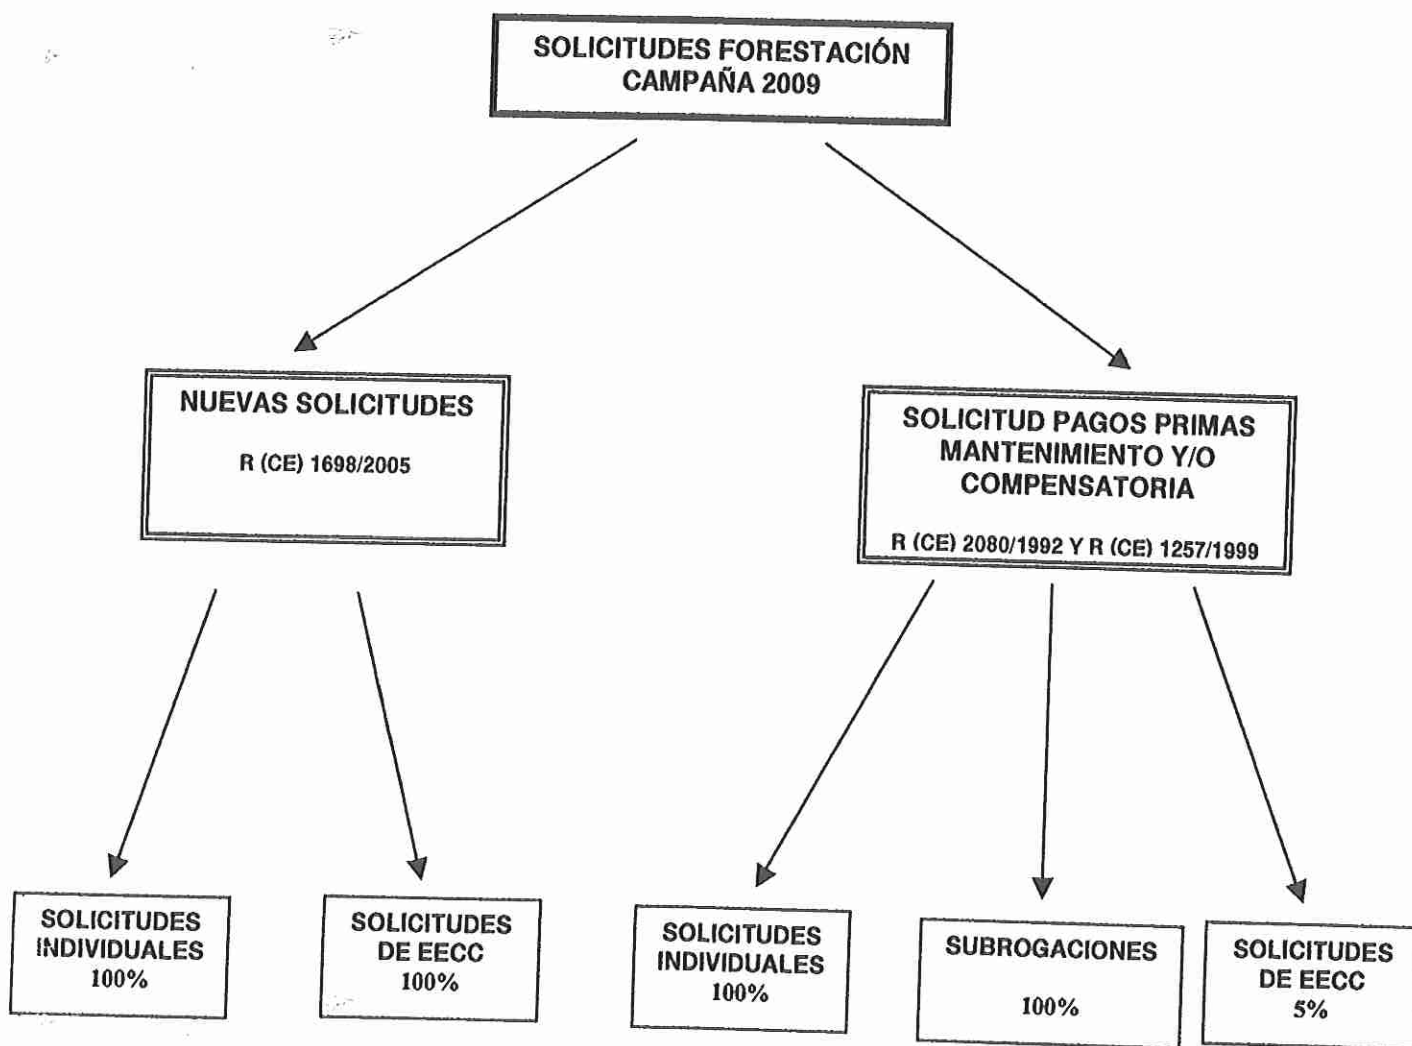 SOLICITUDES FORESTACIÓN
CAMPAÑA 2009
NUEVAS SOLICITUDES
R (CE) 1698/2005
SOLICITUD PAGOS PRIMAS
MANTENIMIENTO Y/O
COMPENSATORIA
R (CE) 2080/1992 Y R (CE) 1257/1999
SOLICITUDES
INDIVIDUALES
100%
SOLICITUDES
DE EECC
100%
SOLICITUDES
INDIVIDUALES
100%
SUBROGACIONES
100%
SOLICITUDES
DE EECC
5%